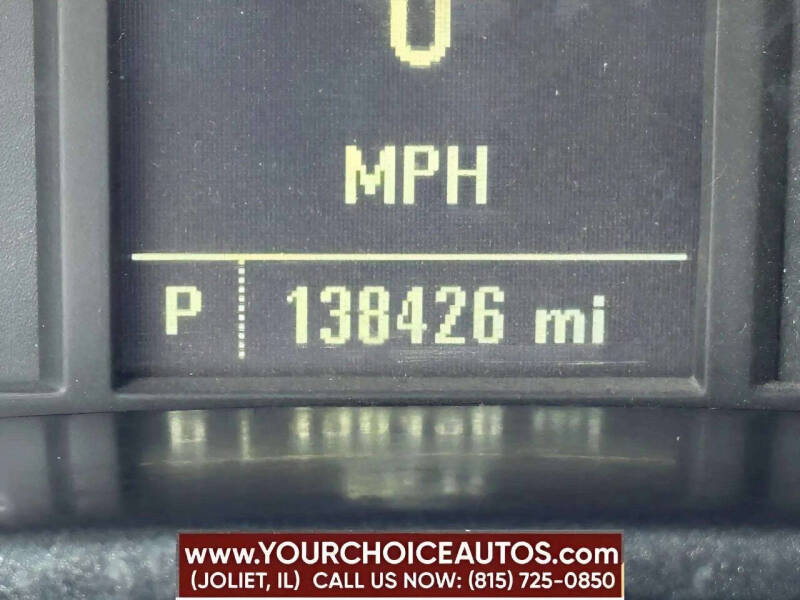 0
MPH
P 138426 mi
www.YOURCHOICEAUTOS.com
(JOLIET, IL) CALL US NOW: (815) 725-0850